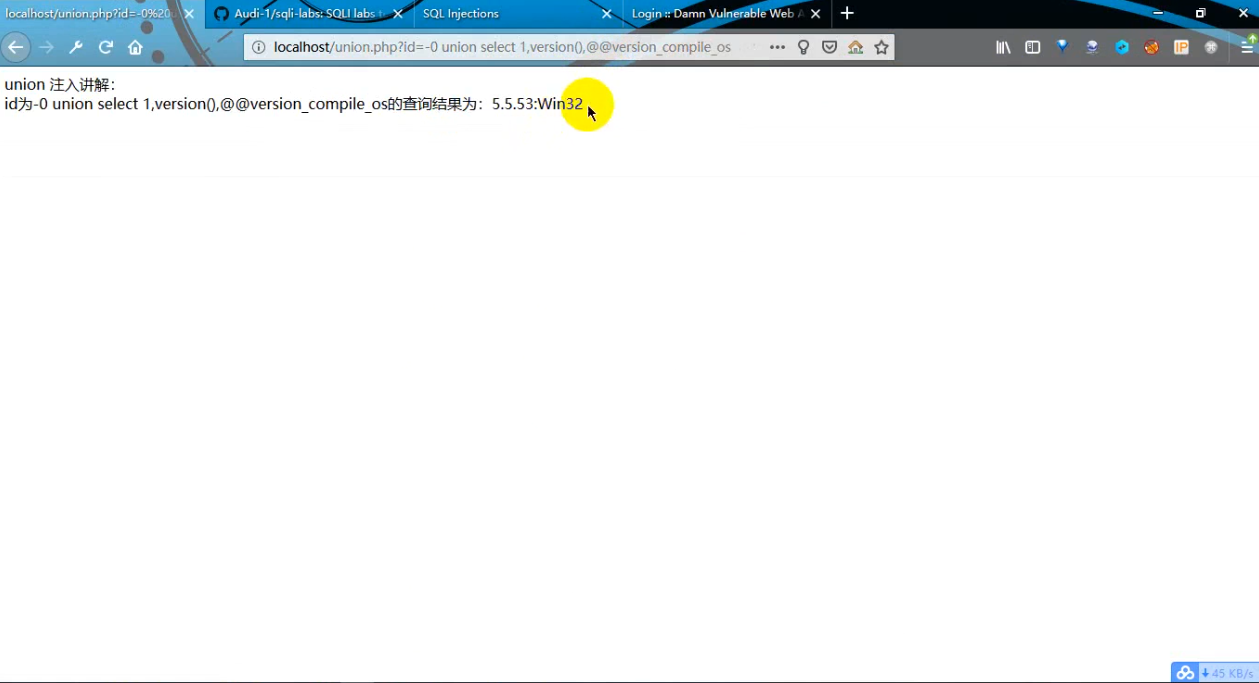 localhost/union.php?id=-0%20u
Audi-1/sqli-labs: SQLI labs t
SQL Injections
Login :: Damn Vulnerable Web A
localhost/union.php?id=-0 union select 1,version(),@@version_compile_os
IP
union 注入讲解：
id为-0 union select 1,version(),@@version_compile_os的查询结果为：5.5.53:Win32
45 KB/s